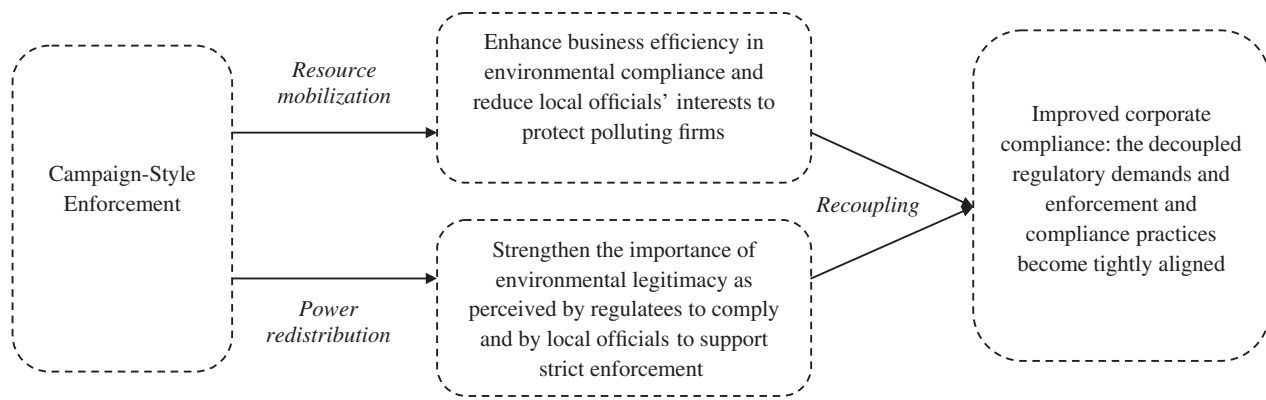 Campaign-Style
Enforcement
Resource
mobilization
Power
redistribution
Enhance business efficiency in
environmental compliance and
reduce local officials’ interests to
protect polluting firms
Strengthen the importance of
environmental legitimacy as
perceived by regulatees to comply
and by local officials to support
strict enforcement
Recoupling
Improved corporate
compliance: the decoupled
regulatory demands and
enforcement and
compliance practices
become tightly aligned